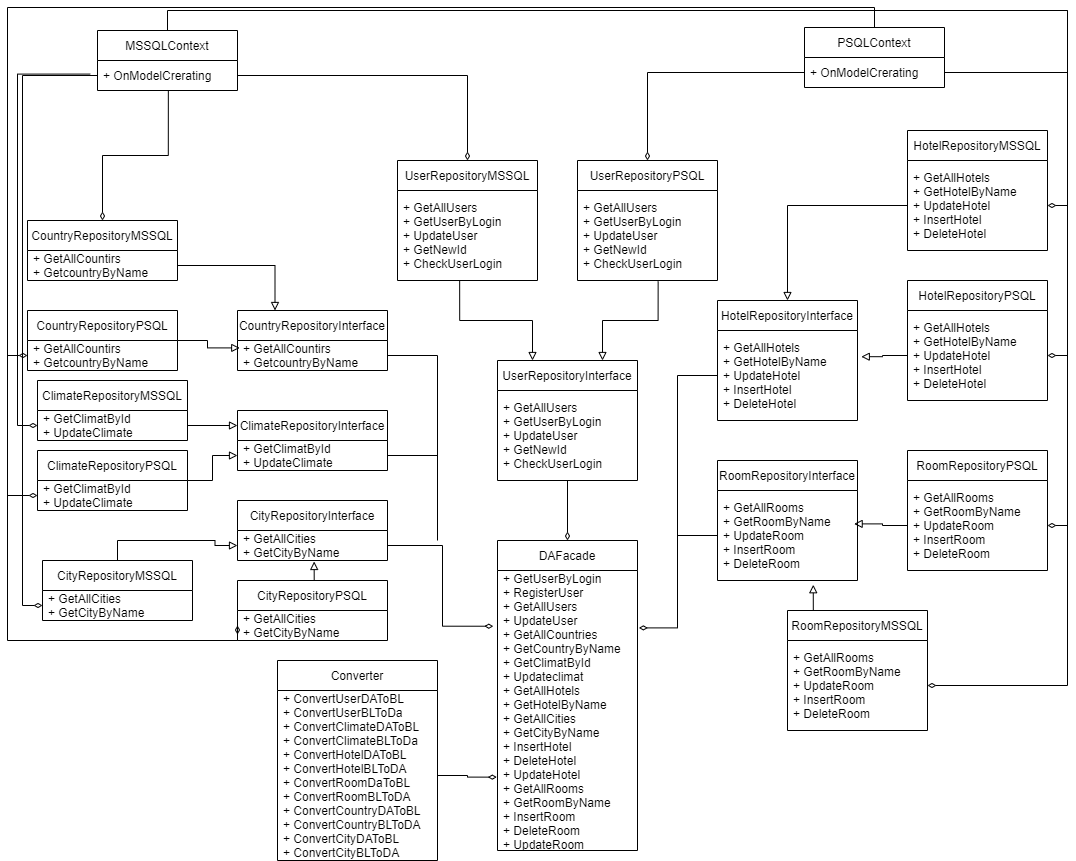 MSSQLContext
+ OnModelCrerating
PSQLContext
+ OnModelCrerating
UserRepositoryMSSQL
+ GetAllUsers
+ GetUserByLogin
+ UpdateUser
+ GetNewId
+ CheckUserLogin
UserRepositoryPSQL
+ GetAllUsers
+ GetUserByLogin
+ UpdateUser
+ GetNewId
+ CheckUserLogin
HotelRepositoryMSSQL
+ GetAllHotels
+ GetHotelByName
+ UpdateHotel
+ InsertHotel
+ DeleteHotel
CountryRepositoryMSSQL
+ GetAllCountirs
+ GetcountryByName
CountryRepositoryPSQL
+ GetAllCountirs
+ GetcountryByName
CountryRepositoryInterface
+ GetAllCountirs
+ GetcountryByName
HotelRepositoryInterface
+ GetAllHotels
+ GetHotelByName
+ UpdateHotel
+ InsertHotel
+ DeleteHotel
HotelRepositoryPSQL
+ GetAllHotels
+ GetHotelByName
+ UpdateHotel
+ InsertHotel
+ DeleteHotel
UserRepositoryInterface
+ GetAllUsers
+ GetUserByLogin
+ UpdateUser
+ GetNewId
+ CheckUserLogin
ClimateRepositoryMSSQL
+ GetClimatById
+ UpdateClimate
ClimateRepositoryInterface
+ GetClimatById
+ UpdateClimate
ClimateRepositoryPSQL
+ GetClimatById
+ UpdateClimate
RoomRepositoryInterface
+ GetAllRooms
+ GetRoomByName
+ UpdateRoom
+ InsertRoom
+ DeleteRoom
RoomRepositoryPSQL
+ GetAllRooms
+ GetRoomByName
+ UpdateRoom
+ InsertRoom
+ DeleteRoom
CityRepositoryInterface
+ GetAllCities
+ GetCityByName
CityRepositoryMSSQL
+ GetAllCities
+ GetCityByName
CityRepositoryPSQL
+ GetAllCities
+ GetCityByName
DAFacade
+ GetUserByLogin
+ RegisterUser
+ GetAllUsers
+ UpdateUser
+ GetAllCountries
+ GetCountryByName
+ GetClimatById
+ Updateclimat
+ GetAllHotels
+ GetHotelByName
+ GetAllCities
+ GetCityByName
+ InsertHotel
+ DeleteHotel
+ UpdateHotel
+ GetAllRooms
+ GetRoomByName
+ InsertRoom
+ DeleteRoom
+ UpdateRoom
RoomRepositoryMSSQL
+ GetAllRooms
+ GetRoomByName
+ UpdateRoom
+ InsertRoom
+ DeleteRoom
Converter
+ ConvertUserDAToBL
+ ConvertUserBLToDa
+ ConvertClimateDAToBL
+ ConvertClimateBLToDa
+ ConvertHotelDAToBL
+ ConvertHotelBLToDA
+ ConvertRoomDaToBL
+ ConvertRoomBLToDA
+ ConvertCountryDAToBL
+ ConvertCountryBLToDA
+ ConvertCityDAToBL
+ ConvertCityBLToDA